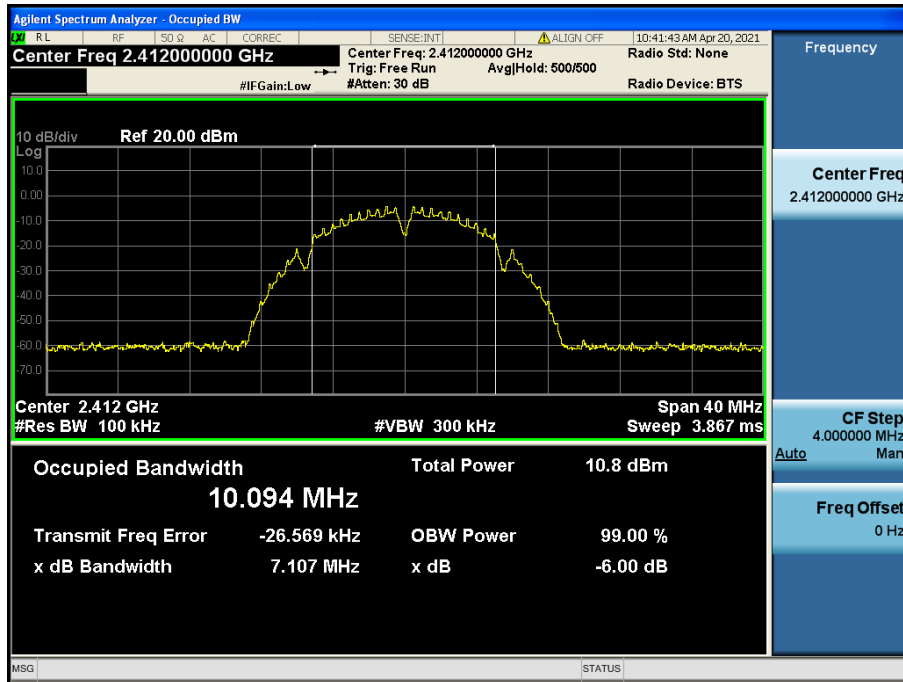 Agilent Spectrum Analyzer - Occupied BW
LXI RL RF 50 Ω AC CORREC SENSE:INT ALIGN OFF 10:41:43 AM Apr 20, 2021
Center Freq 2.412000000 GHz
Center Freq: 2.412000000 GHz
Radio Std: None
Trig: Free Run Avg|Hold: 500/500
#IFGain:Low
#Atten: 30 dB
Radio Device: BTS
10 dB/div Ref 20.00 dBm
Log
10.0
0.00
-10.0
-20.0
-30.0
-40.0
-50.0
-60.0
-70.0
Center 2.412 GHz Span 40 MHz
#Res BW 100 kHz #VBW 300 kHz Sweep 3.867 ms
Occupied Bandwidth Total Power 10.8 dBm
10.094 MHz
Transmit Freq Error -26.569 kHz OBW Power 99.00 %
x dB Bandwidth 7.107 MHz x dB -6.00 dB
MSG STATUS
Frequency
Center Freq
2.412000000 GHz
CF Step
4.000000 MHz
Auto Man
Freq Offset
0 Hz